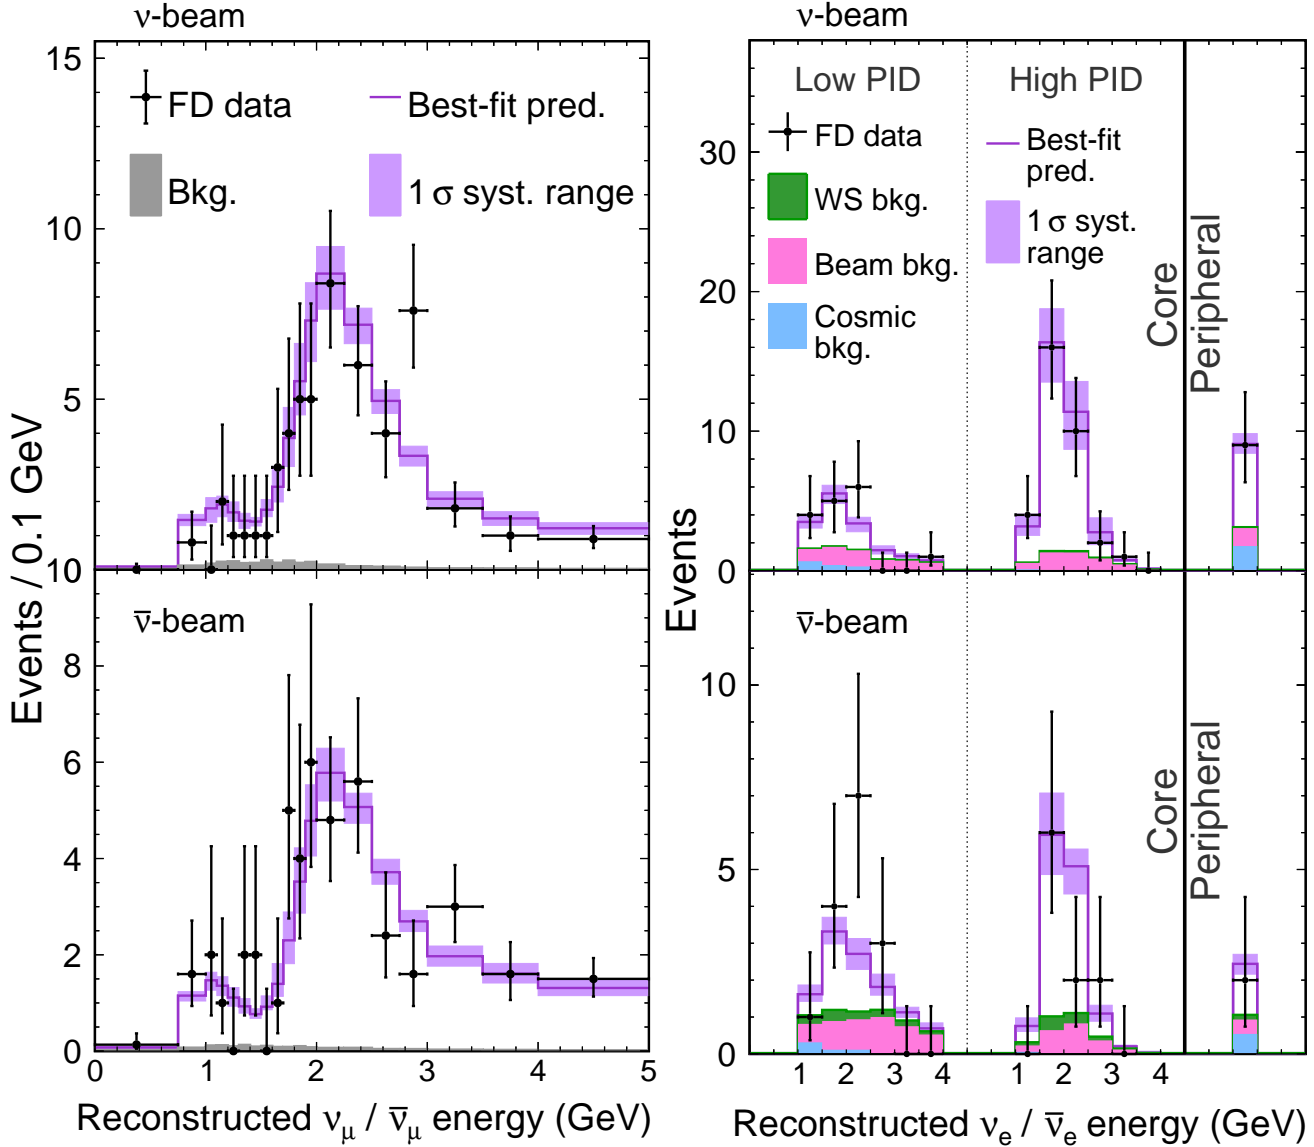 ν-beam
15
10
5
10
8
6
4
2
0
0 1 2 3 4 5
FD data
Best-fit pred.
Bkg.
1 σ syst. range
ν̅-beam
Events / 0.1 GeV
Reconstructed νμ / ν̅μ energy (GeV)
ν-beam
30
20
10
0
10
5
0
1 2 3 4 1 2 3 4
Low PID
High PID
FD data
WS bkg.
Beam bkg.
Cosmic
bkg.
Best-fit
pred.
1 σ syst.
range
Core
Peripheral
ν̅-beam
Core
Peripheral
Events
Reconstructed νe / ν̅e energy (GeV)